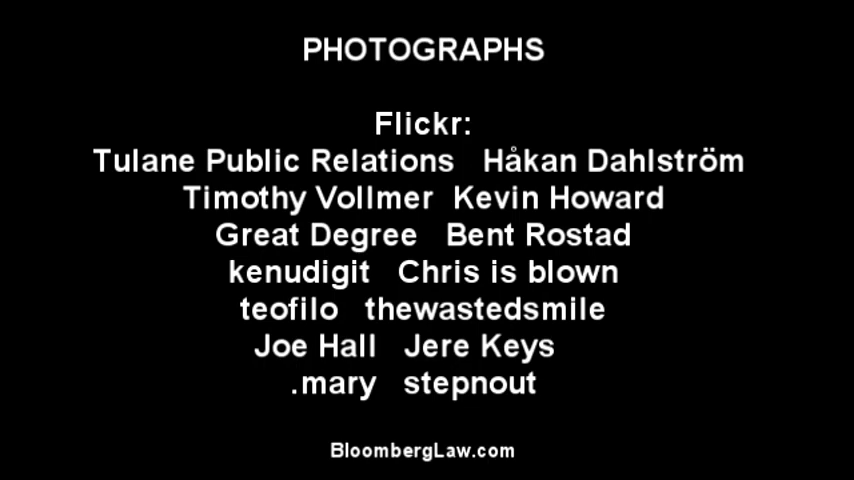 PHOTOGRAPHS
Flickr:
Tulane Public Relations Håkan Dahlström
Timothy Vollmer Kevin Howard
Great Degree Bent Rostad
kenudigit Chris is blown
teofilo thewastedsmile
Joe Hall Jere Keys
.mary stepnout
BloombergLaw.com